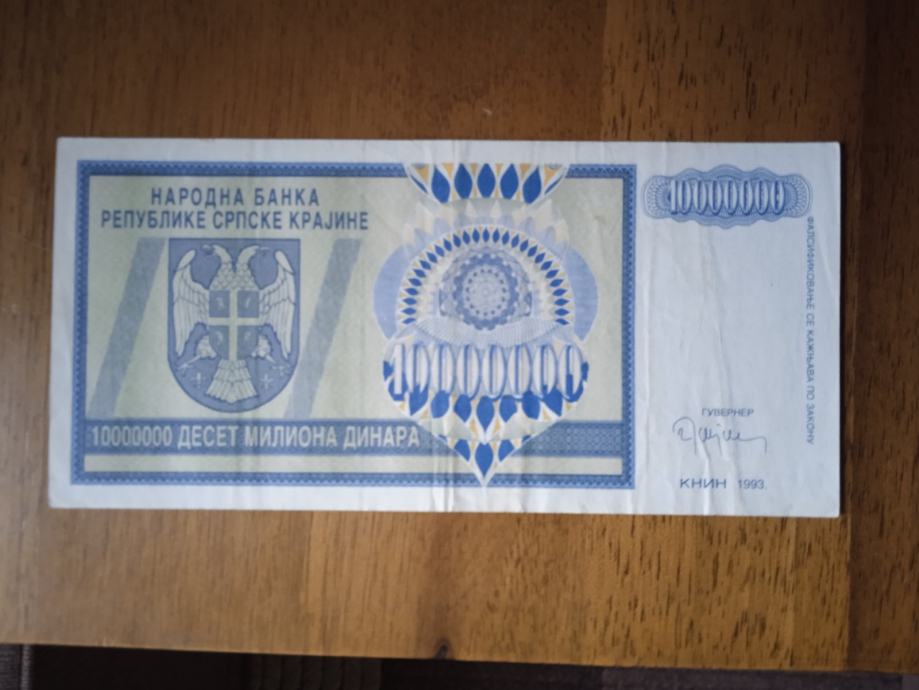 НАРОДНА БАНКА
РЕПУБЛИКЕ СРПСКЕ КРАЈИНЕ
10000000
10000000
10000000 ДЕСЕТ МИЛИОНА ДИНАРА
ГУВЕРНЕР
КНИН 1993.
ФАЛСИФИКОВАЊЕ СЕ КАЖЊАВА ПО ЗАКОНУ